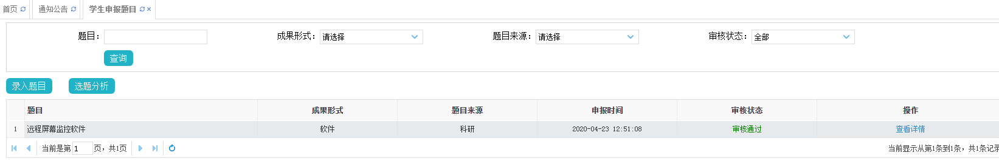 首页 通知公告 学生申报题目
题目： 成果形式： 请选择 题目来源： 请选择 审核状态： 全部
查询
录入题目 选题分析
题目 成果形式 题目来源 申报时间 审核状态 操作
1 远程屏幕监控软件 软件 科研 2020-04-23 12:51:08 审核通过 查看详情
当前是第 1 页，共1页 当前显示从第1条到1条，共1条记录